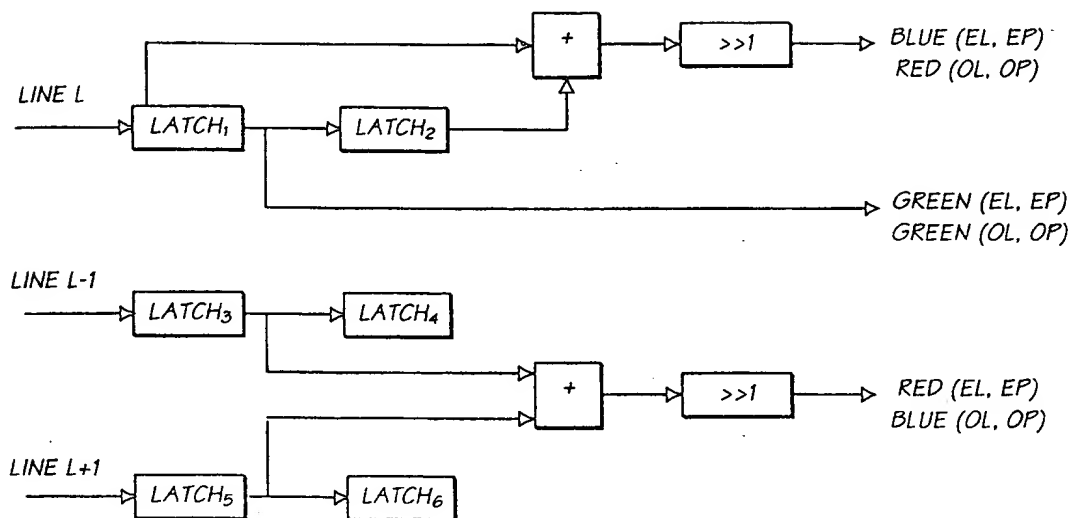 +
>>1
BLUE (EL, EP)
RED (OL, OP)
LINE L
LATCH₁
LATCH₂
GREEN (EL, EP)
GREEN (OL, OP)
LINE L-1
LATCH₃
LATCH₄
+
>>1
RED (EL, EP)
BLUE (OL, OP)
LINE L+1
LATCH₅
LATCH₆